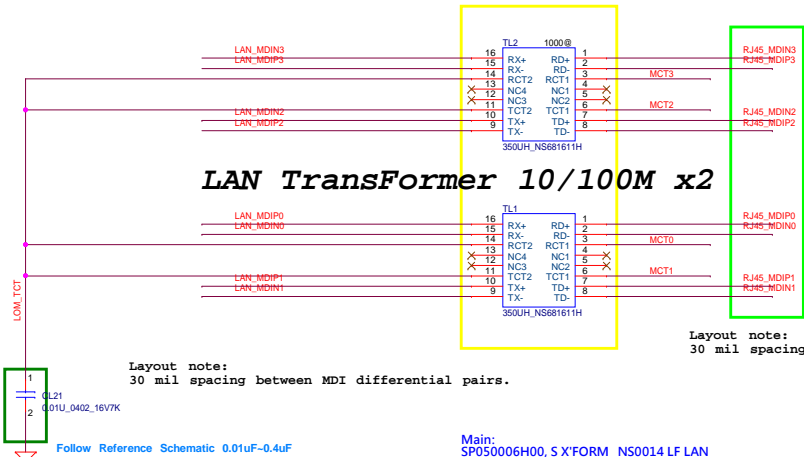 TL2 1000@
LAN_MDIN3 16 RX+ RD+ 1 RJ45_MDIN3
LAN_MDIP3 15 RX- RD- 2 RJ45_MDIP3
14 RCT2 RCT1 3 MCT3
13 NC4 NC1 4
12 NC3 NC2 5
11 TCT2 TCT1 6 MCT2
LAN_MDIN2 10 TX+ TD+ 7 RJ45_MDIN2
LAN_MDIP2 9 TX- TD- 8 RJ45_MDIP2
350UH_NS681611H
LAN TransFormer 10/100M x2
TL1
LAN_MDIP0 16 RX+ RD+ 1 RJ45_MDIP0
LAN_MDIN0 15 RX- RD- 2 RJ45_MDIN0
14 RCT2 RCT1 3 MCT0
13 NC4 NC1 4
12 NC3 NC2 5
11 TCT2 TCT1 6 MCT1
LAN_MDIP1 10 TX+ TD+ 7 RJ45_MDIP1
LAN_MDIN1 9 TX- TD- 8 RJ45_MDIN1
350UH_NS681611H
LOM_TCT
Layout note:
30 mil spacing
Layout note:
30 mil spacing between MDI differential pairs.
1
CL21
0.01U_0402_16V7K
2
Follow Reference Schematic 0.01uF~0.4uF
Main:
SP050006H00, S X'FORM_ NS0014 LF LAN